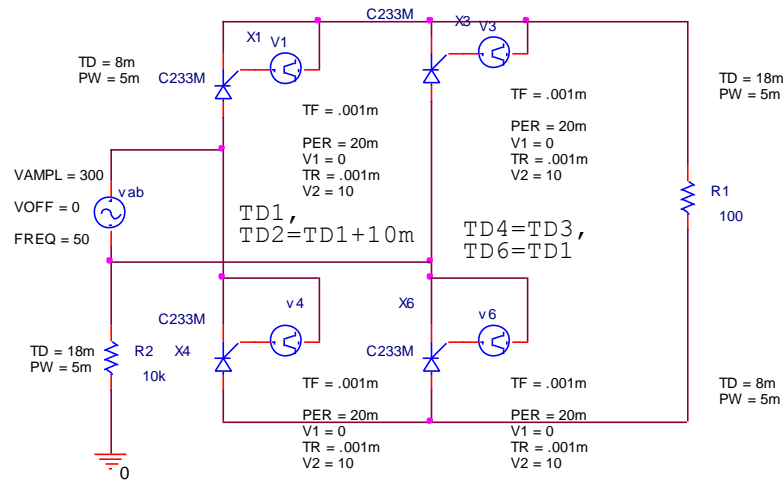 C233M
X1
V1
X3
V3
TD = 8m
PW = 5m
C233M
TD = 18m
PW = 5m
TF = .001m
PER = 20m
V1 = 0
TR = .001m
V2 = 10
TF = .001m
PER = 20m
V1 = 0
TR = .001m
V2 = 10
VAMPL = 300
vab
VOFF = 0
FREQ = 50
R1
100
TD1,
TD2=TD1+10m
TD4=TD3,
TD6=TD1
v4
X6
v6
C233M
TD = 18m
PW = 5m
R2
X4
10k
C233M
TF = .001m
PER = 20m
V1 = 0
TR = .001m
V2 = 10
TF = .001m
PER = 20m
V1 = 0
TR = .001m
V2 = 10
TD = 8m
PW = 5m
0